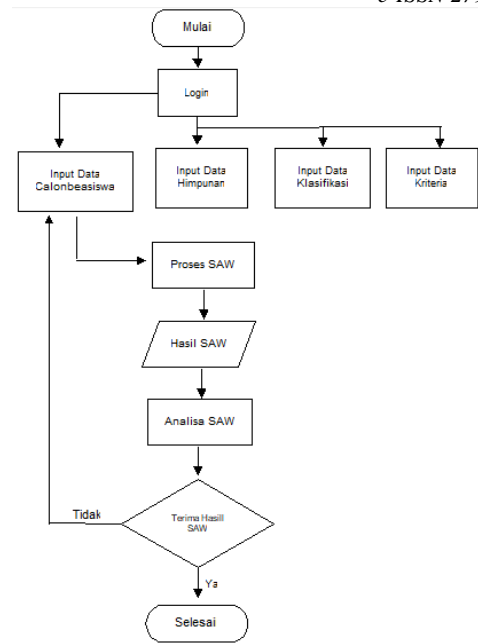 Mulai
Login
Input Data
Calonbeasiswa
Input Data
Himpunan
Input Data
Klasifikasi
Input Data
Kriteria
Proses SAW
Hasil SAW
Analisa SAW
Terima Hasill
SAW
Tidak
Ya
Selesai